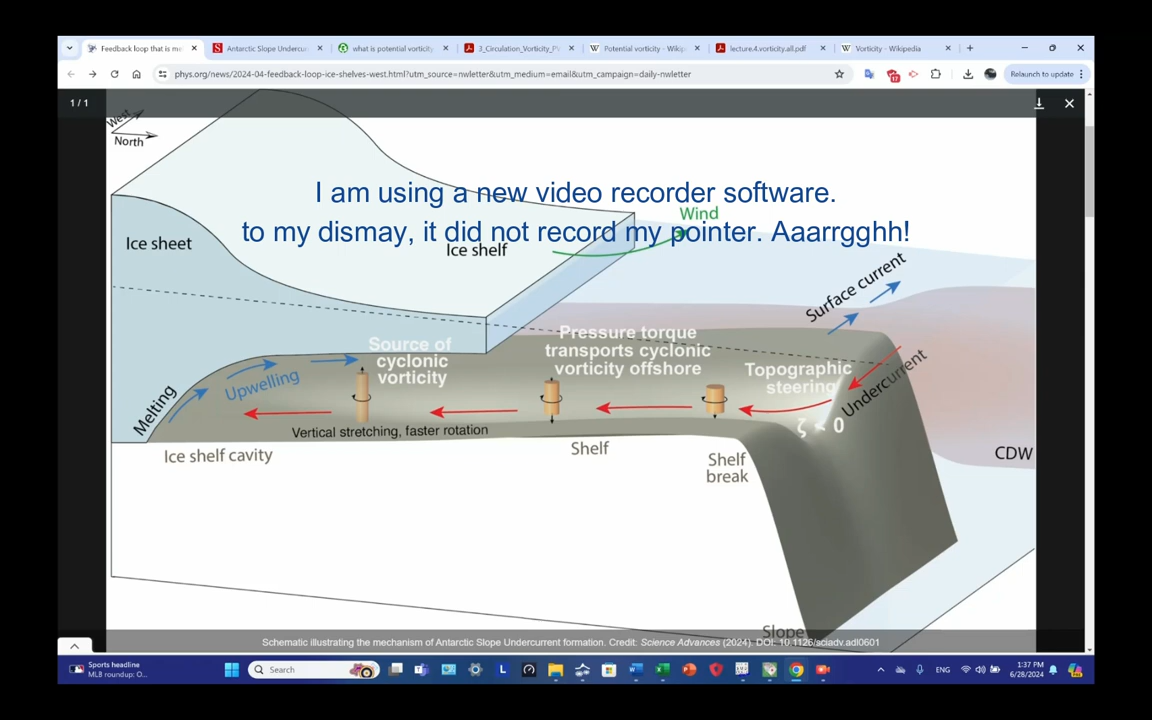 Feedback loop that is me
Antarctic Slope Undercur
what is potential vorticity
3_Circulation_Vorticity_PV
Potential vorticity - Wikip
lecture.4.vorticity.all.pdf
Vorticity - Wikipedia
phys.org/news/2024-04-feedback-loop-ice-shelves-west.html?utm_source=nwletter&utm_medium=email&utm_campaign=daily-nwletter
Relaunch to update
1 / 1
West
North
I am using a new video recorder software.
to my dismay, it did not record my pointer. Aaarrgghh!
Wind
Ice sheet
Ice shelf
Surface current
Source of
cyclonic
vorticity
Pressure torque
transports cyclonic
vorticity offshore
Topographic
steering
Undercurrent
Melting
Upwelling
ζ < 0
Vertical stretching, faster rotation
Ice shelf cavity
Shelf
Shelf
break
CDW
Slope
Schematic illustrating the mechanism of Antarctic Slope Undercurrent formation. Credit: Science Advances (2024). DOI: 10.1126/sciadv.adl0601
Sports headline
MLB roundup: O...
Search
ENG
1:37 PM
6/28/2024